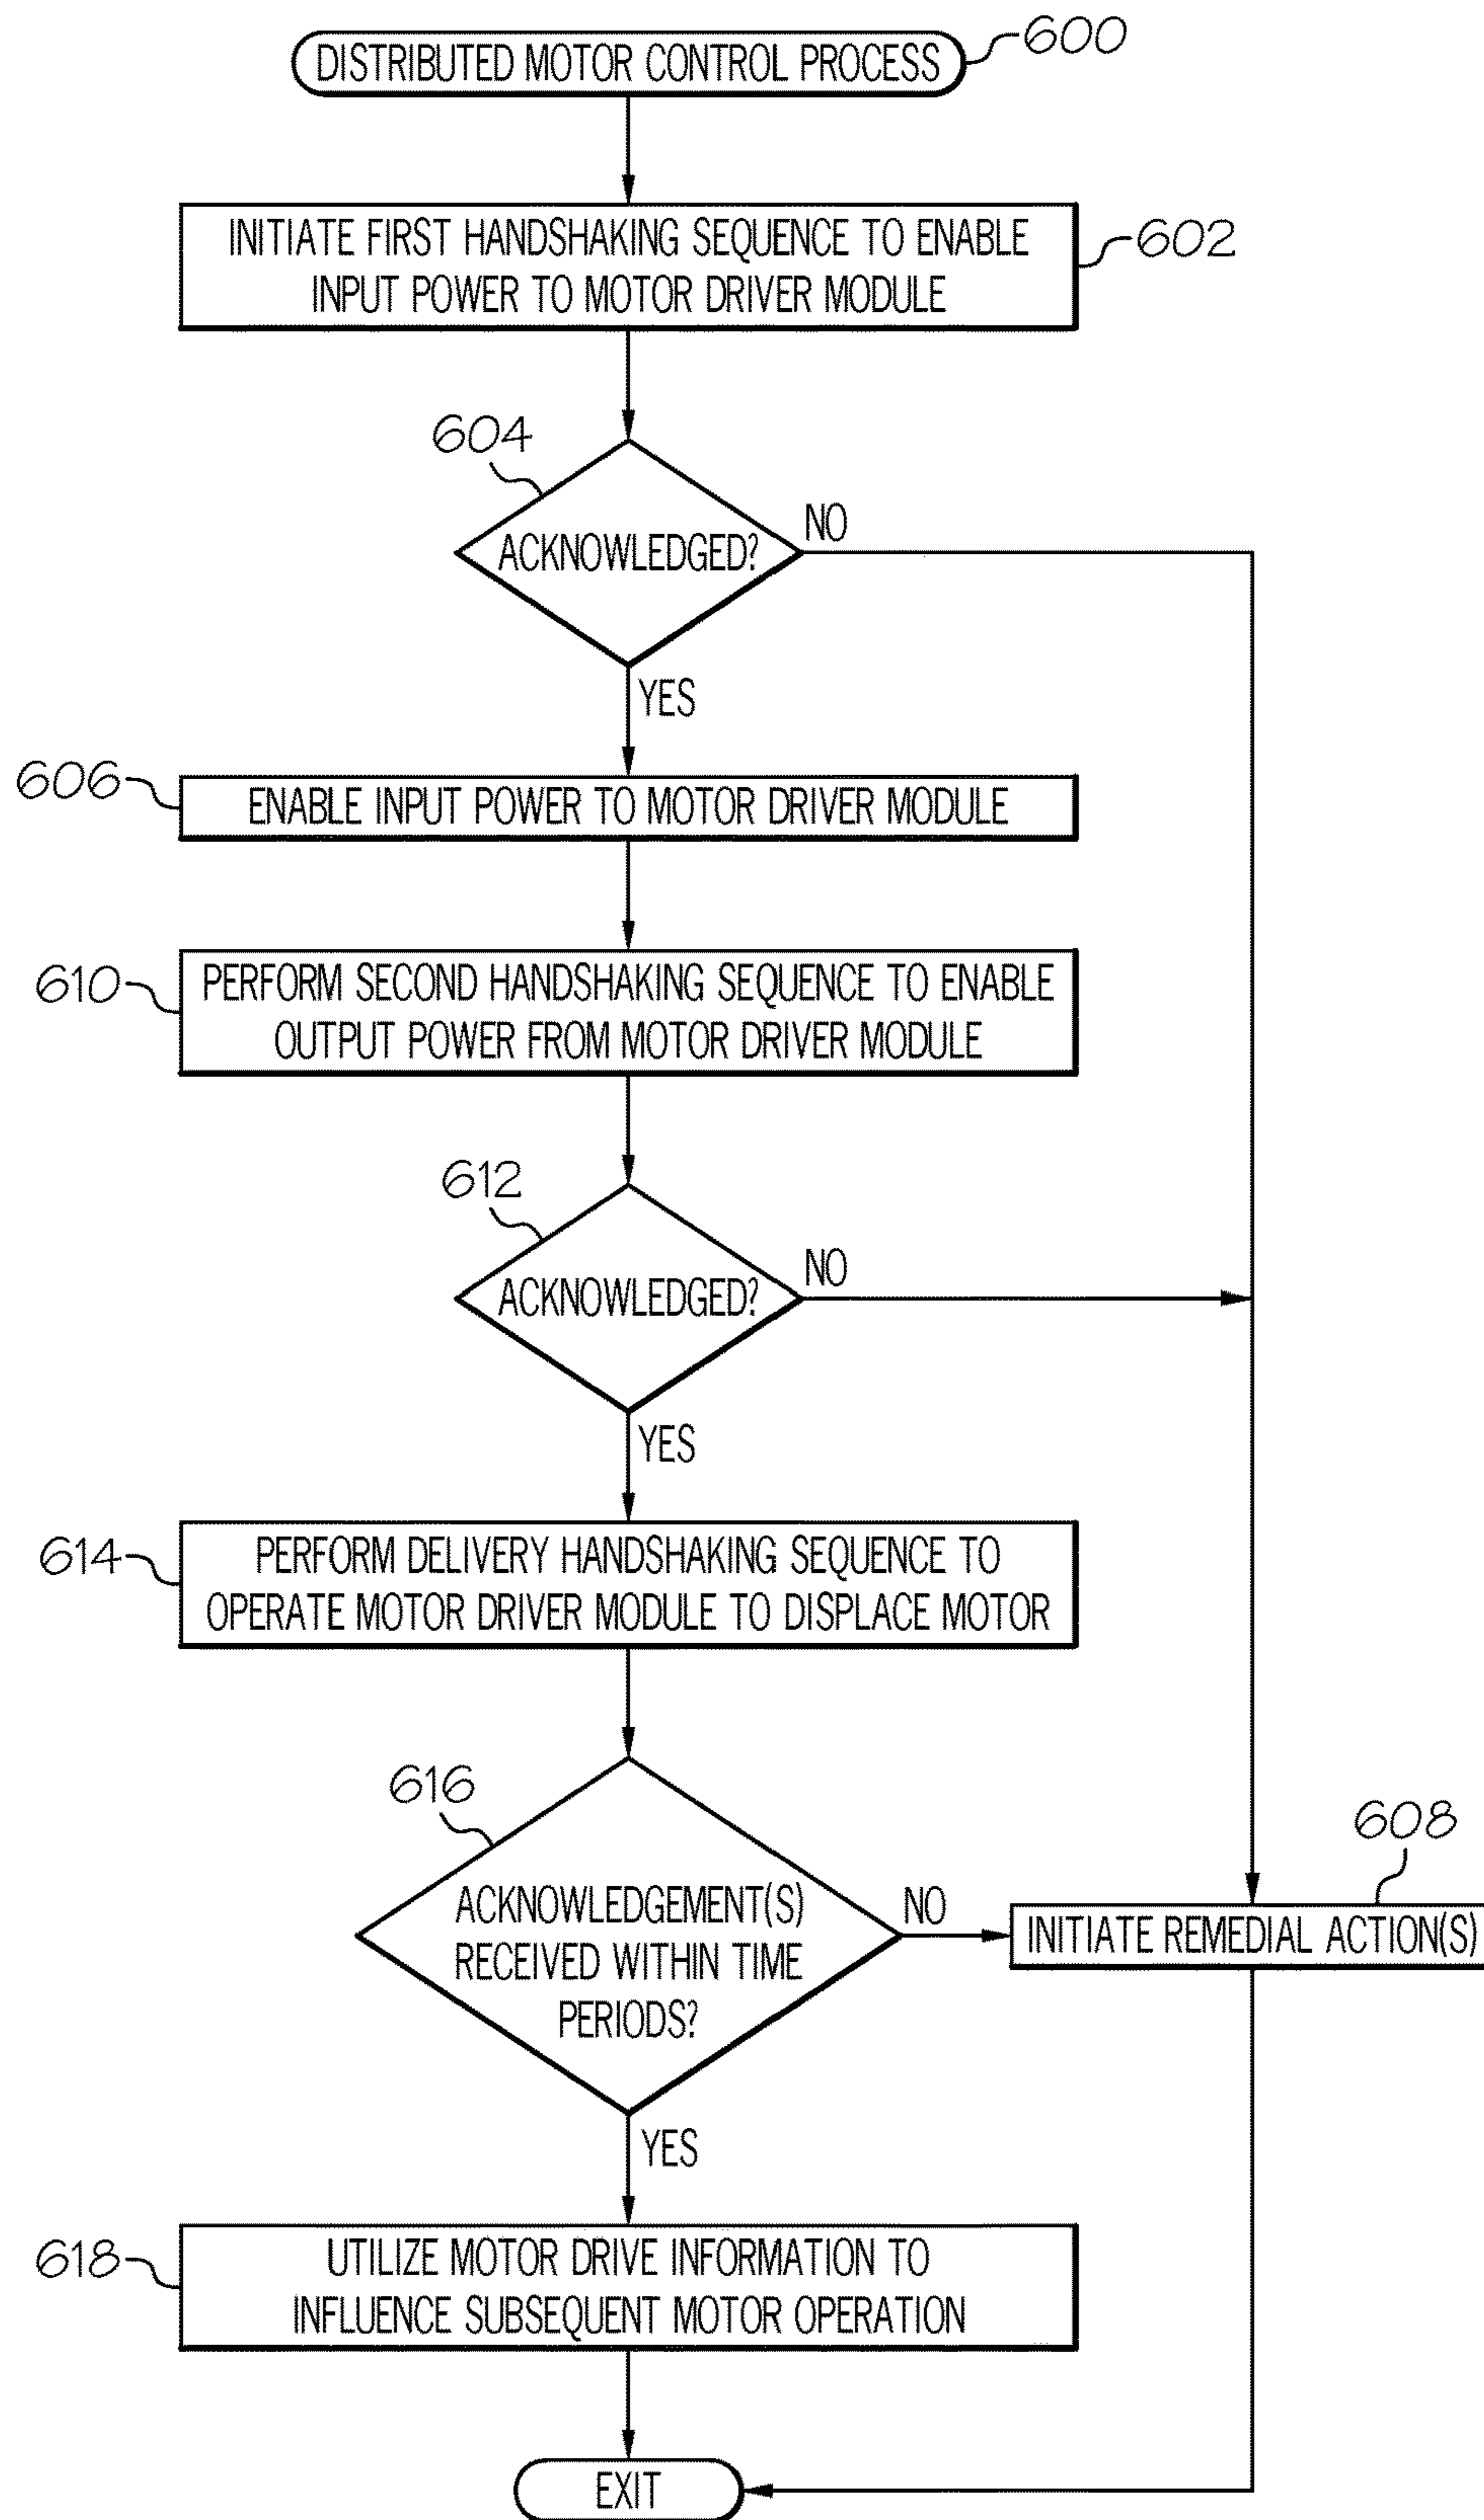 DISTRIBUTED MOTOR CONTROL PROCESS
600
INITIATE FIRST HANDSHAKING SEQUENCE TO ENABLE
INPUT POWER TO MOTOR DRIVER MODULE
602
604
ACKNOWLEDGED?
NO
YES
606
ENABLE INPUT POWER TO MOTOR DRIVER MODULE
610
PERFORM SECOND HANDSHAKING SEQUENCE TO ENABLE
OUTPUT POWER FROM MOTOR DRIVER MODULE
612
ACKNOWLEDGED?
NO
YES
614
PERFORM DELIVERY HANDSHAKING SEQUENCE TO
OPERATE MOTOR DRIVER MODULE TO DISPLACE MOTOR
616
ACKNOWLEDGEMENT(S)
RECEIVED WITHIN TIME
PERIODS?
NO
608
INITIATE REMEDIAL ACTION(S)
YES
618
UTILIZE MOTOR DRIVE INFORMATION TO
INFLUENCE SUBSEQUENT MOTOR OPERATION
EXIT